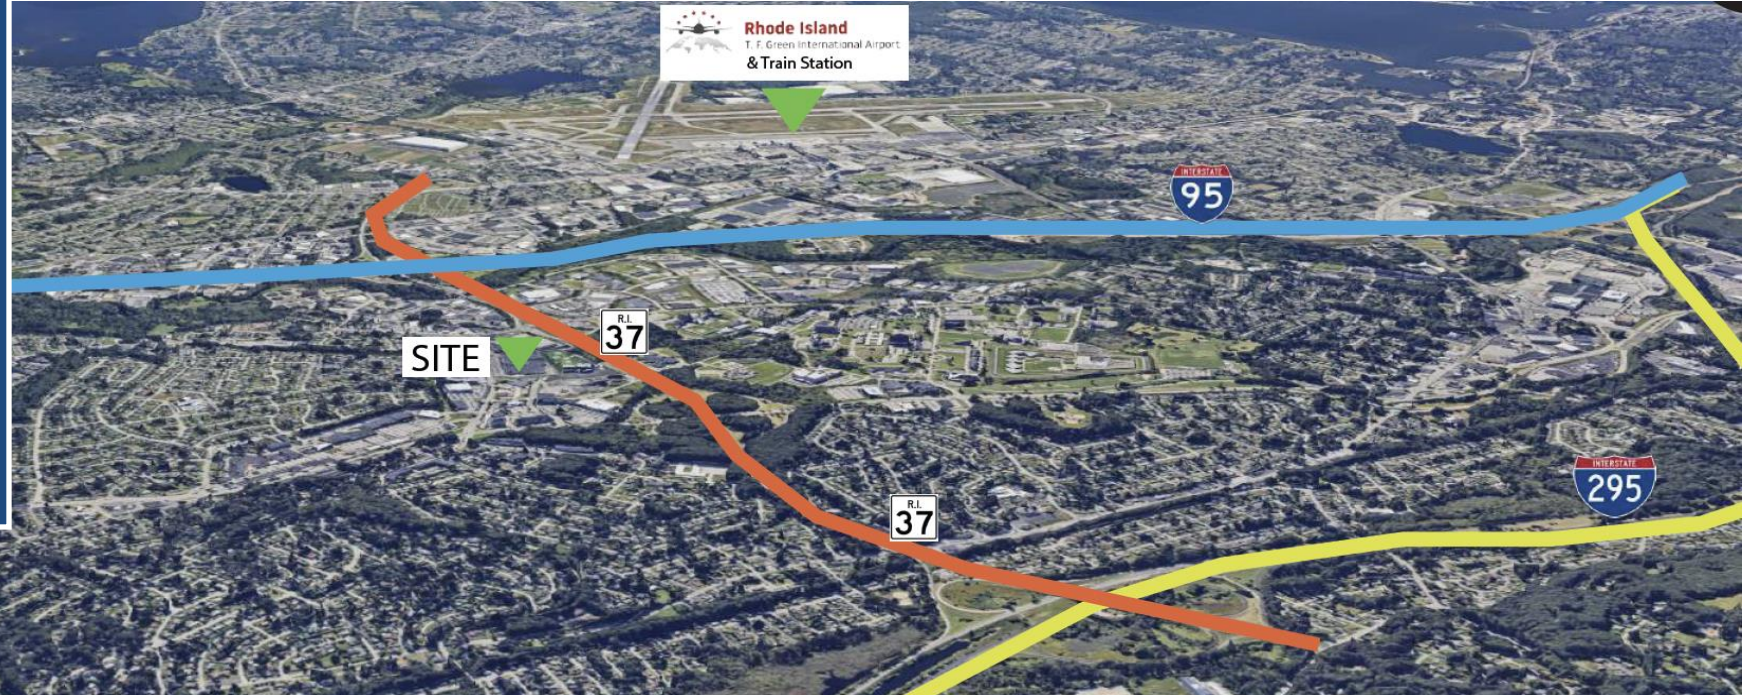 Rhode Island
T. F. Green International Airport
& Train Station
INTERSTATE
95
R.I.
37
SITE
INTERSTATE
295
R.I.
37